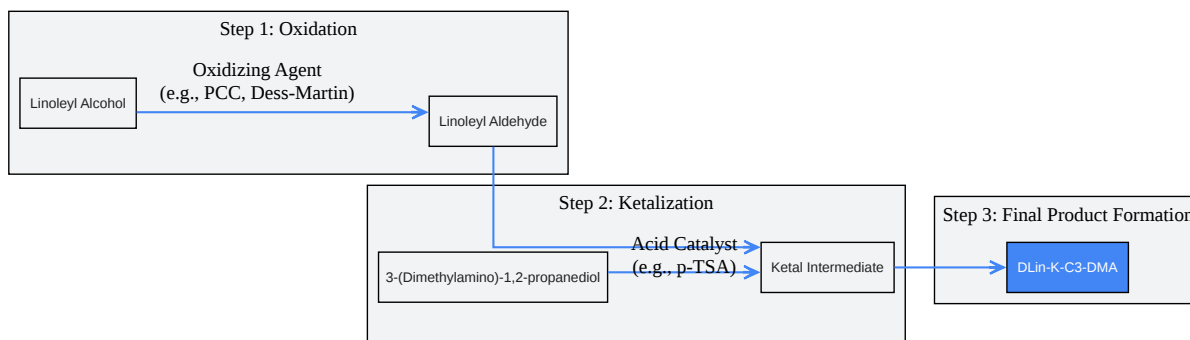 Step 1: Oxidation
Oxidizing Agent
(e.g., PCC, Dess-Martin)
Linoleyl Alcohol
Linoleyl Aldehyde
Step 2: Ketalization
Acid Catalyst
(e.g., p-TSA)
3-(Dimethylamino)-1,2-propanediol
Ketal Intermediate
Step 3: Final Product Formation
DLin-K-C3-DMA